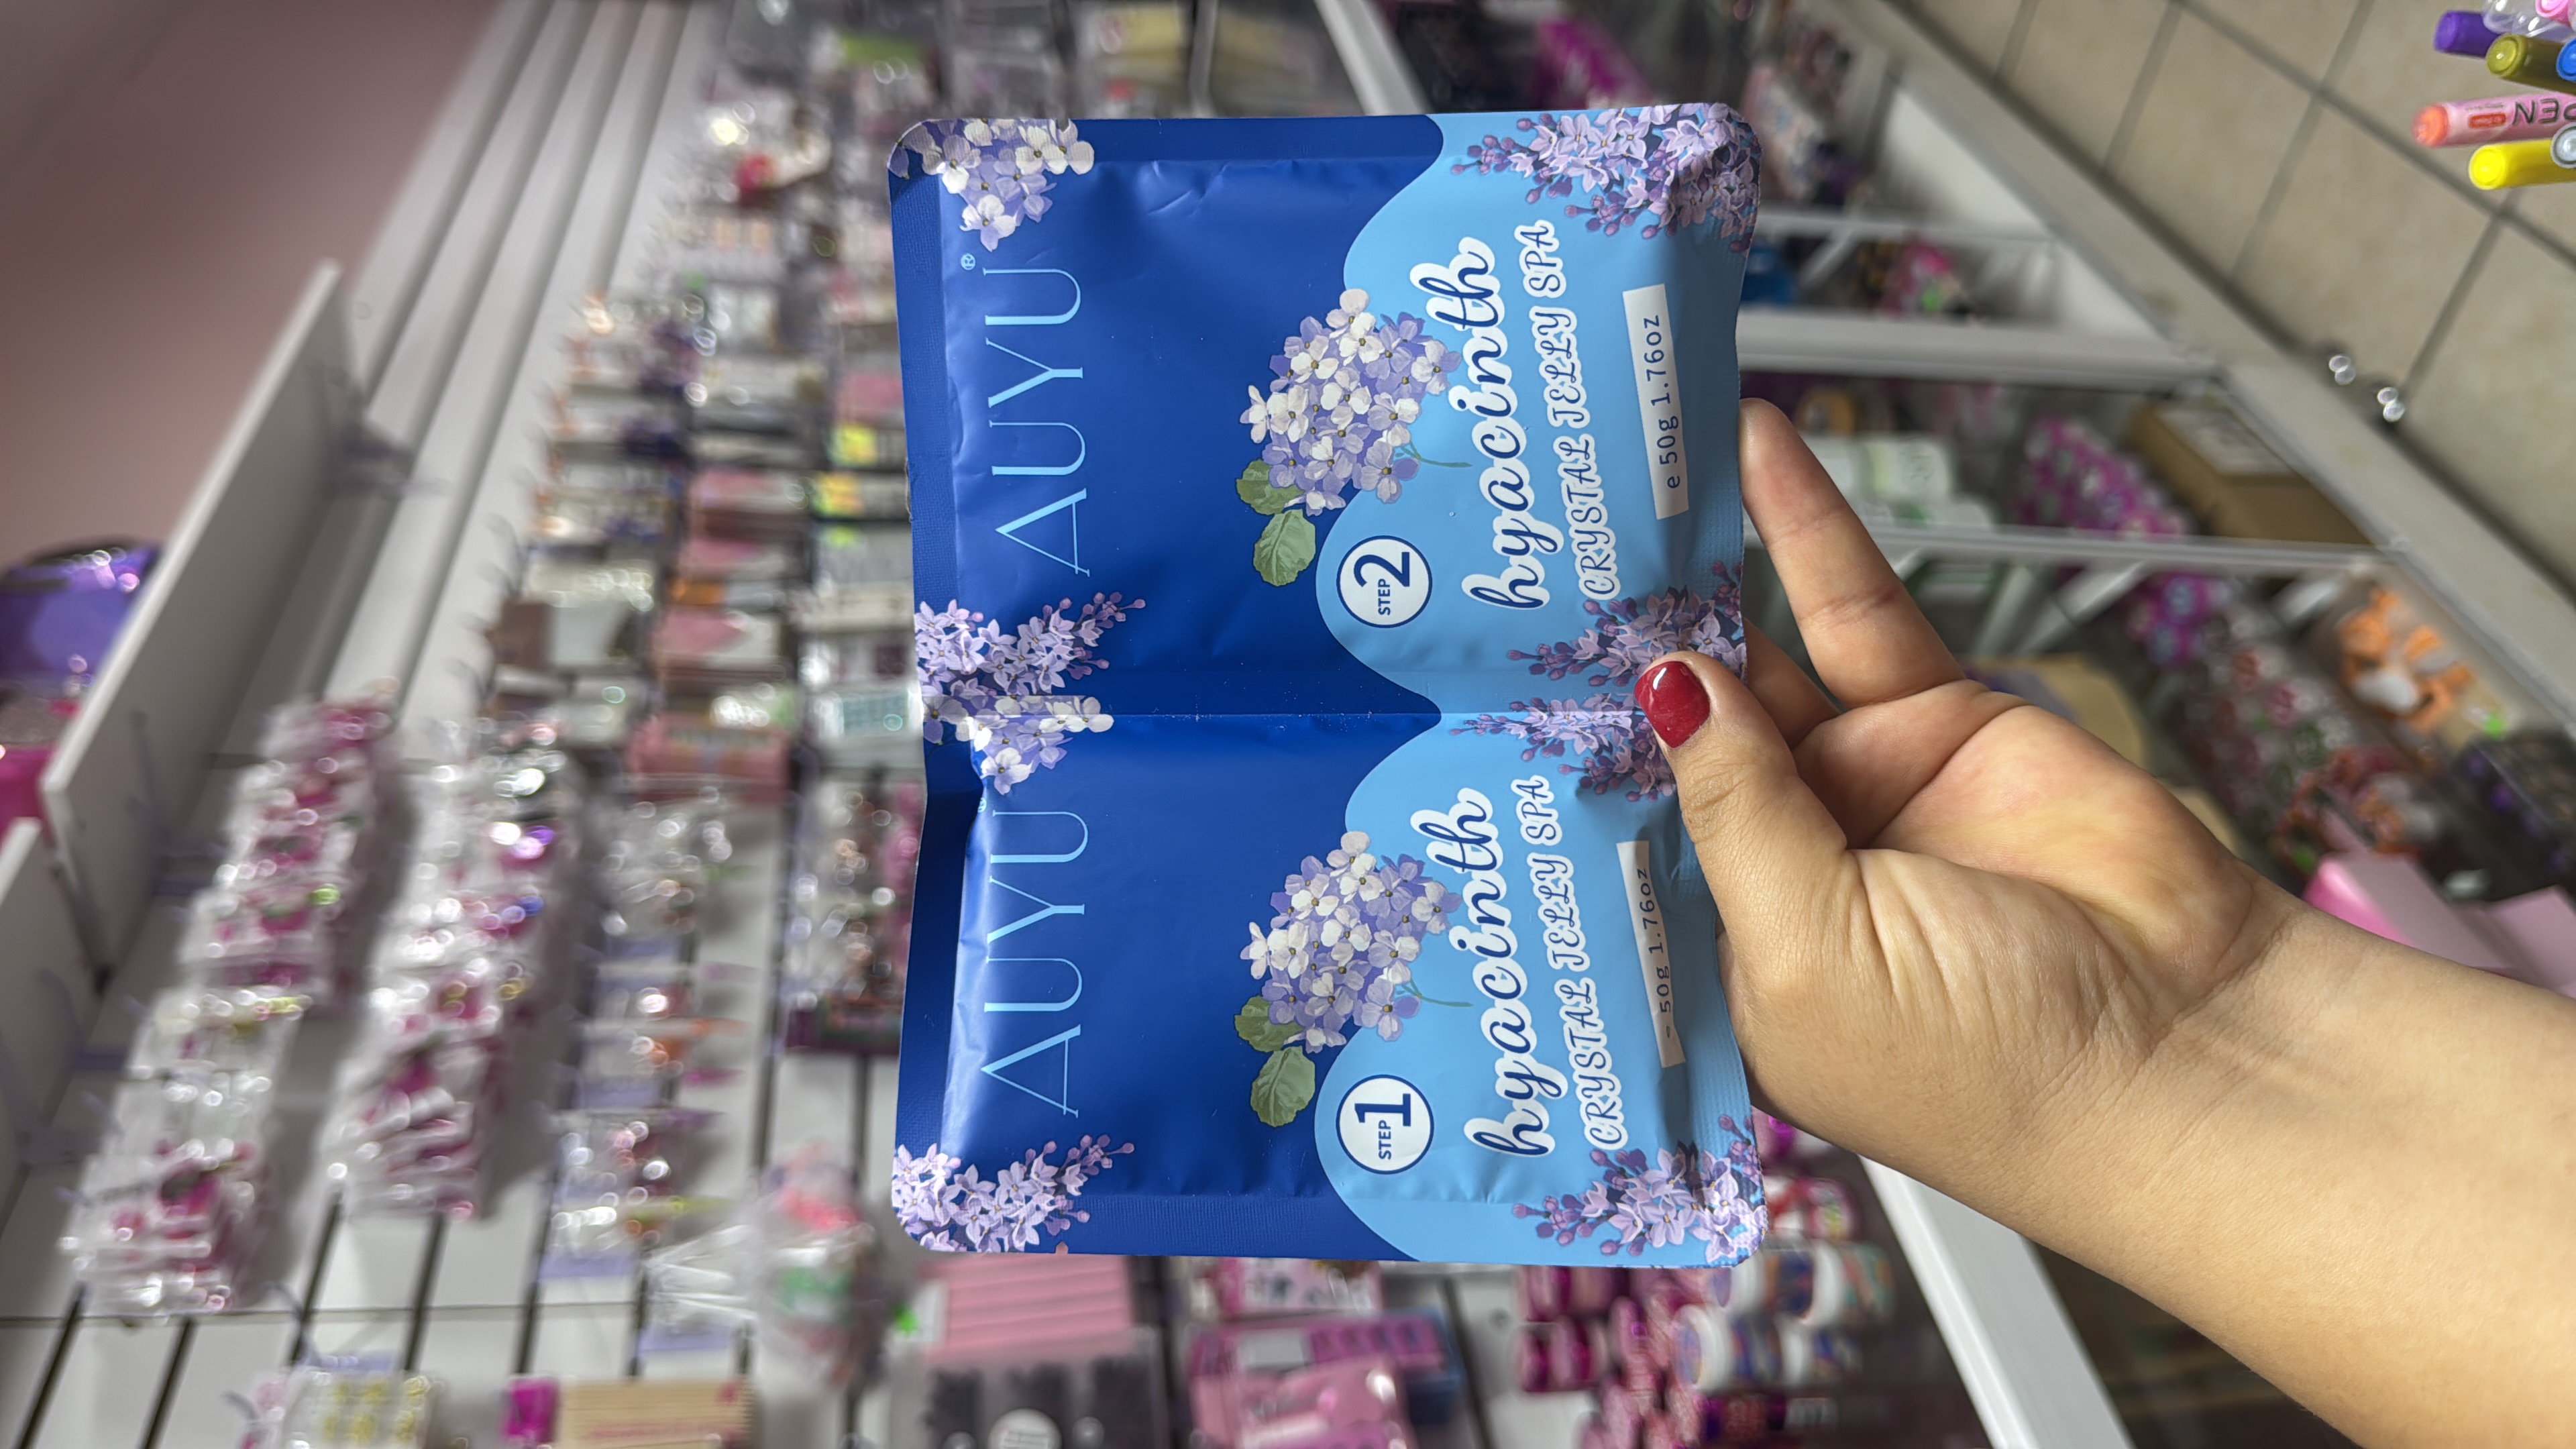 AUYU®
STEP 1
hyacinth
CRYSTAL JELLY SPA
e 50g 1.76oz
AUYU®
STEP 2
hyacinth
CRYSTAL JELLY SPA
e 50g 1.76oz
PEN